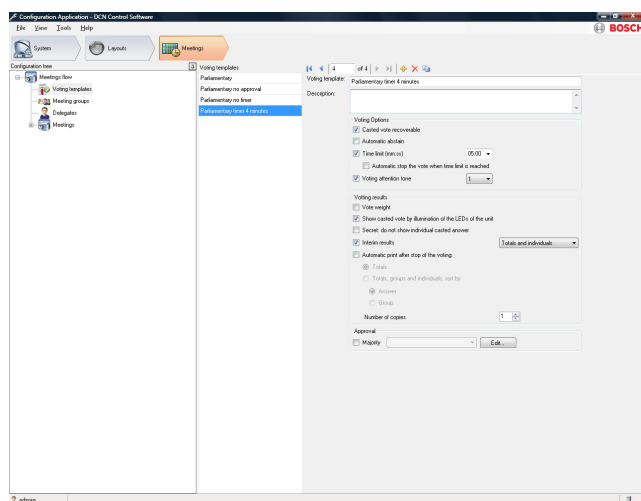 Configuration Application - DCN Control Software
File View Tools Help
BOSCH
System
Layouts
Meetings
Configuration tree
Meetings flow
Voting templates
Meeting groups
Delegates
Meetings
Voting templates
Parliamentary
Parliamentary no approval
Parliamentary no timer
Parliamentary timer 4 minutes
4 of 4
Voting template: Parliamentary timer 4 minutes
Description:
Voting Options
Casted vote recoverable
Automatic abstain
Time limit (mm:ss) 05:00
Automatic stop the vote when time limit is reached
Voting attention tone 1
Votting results
Vote weight
Show casted vote by illumination of the LEDs of the unit
Secret: do not show individual casted answer
Interim results Totals and individuals
Automatic print after stop of the voting:
Totals
Totals, groups and individuals, sort by
Answer
Group
Number of copies 1
Approval
Majority Edit...
admin